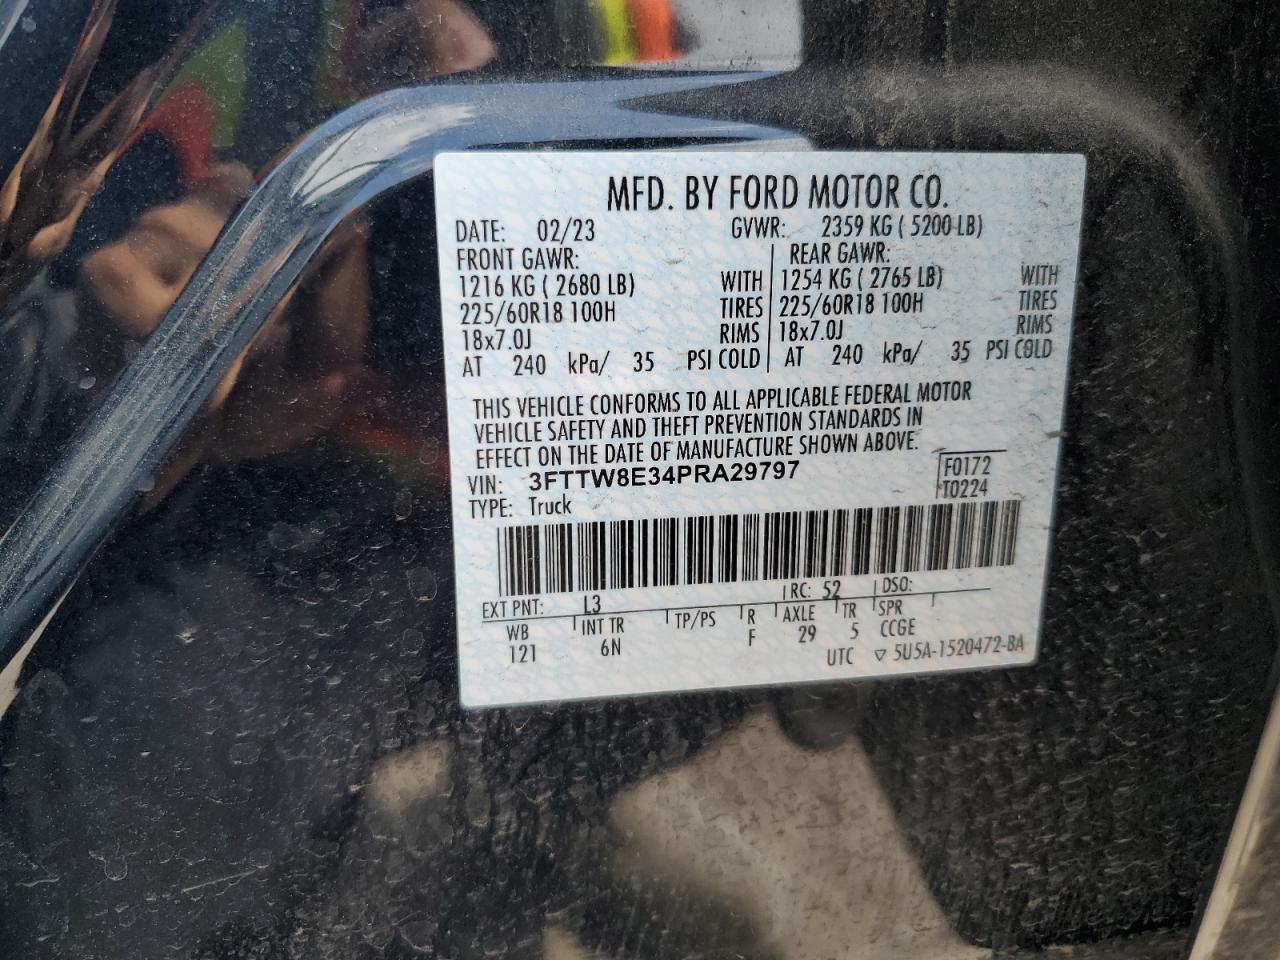 MFD. BY FORD MOTOR CO.
DATE: 02/23 GVWR: 2359 KG ( 5200 LB)
FRONT GAWR: REAR GAWR:
1216 KG ( 2680 LB) WITH 1254 KG ( 2765 LB) WITH
225/60R18 100H TIRES 225/60R18 100H TIRES
18x7.0J RIMS 18x7.0J RIMS
AT 240 kPa/ 35 PSI COLD AT 240 kPa/ 35 PSI COLD
THIS VEHICLE CONFORMS TO ALL APPLICABLE FEDERAL MOTOR
VEHICLE SAFETY AND THEFT PREVENTION STANDARDS IN
EFFECT ON THE DATE OF MANUFACTURE SHOWN ABOVE.
VIN: 3FTTW8E34PRA29797 F0172
TYPE: Truck T0224
EXT PNT: L3 RC: 52 DSO:
WB INT TR TP/PS R AXLE TR SPR
121 6N F 29 5 CCGE
UTC ▽ 5U5A-1520472-BA